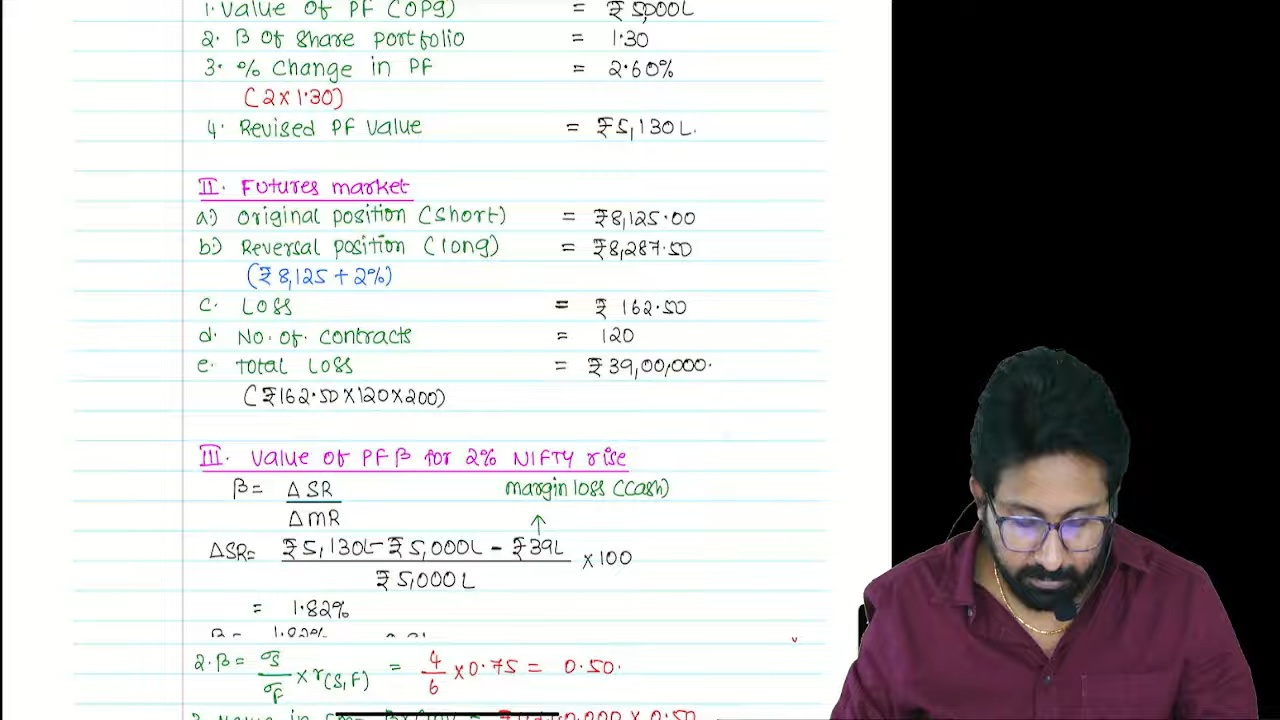 1. Value of PF (OPg) = ₹5,000L
2. β Of Share portfolio = 1.30
3. % Change in PF = 2.60%
(2 X 1.30)
4. Revised PF Value = ₹5,130L.
II. Futures market
a) Original position (Short) = ₹8,125.00
b) Reversal position (long) = ₹8,287.50
(₹8,125 + 2%)
c. Loss = ₹ 162.50
d. No. of. Contracts = 120
e. Total Loss = ₹39,00,000.
(₹162.50X120X200)
III. Value of PF β for 2% NIFTY rise
β = ΔSR / ΔMR
margin loss (Cash)
↑
ΔSR = ₹5,130L - ₹5,000L - ₹39L / ₹5,000L X 100
= 1.82%
2. β = σS / σF X r(S,F) = 4/6 X 0.75 = 0.50.